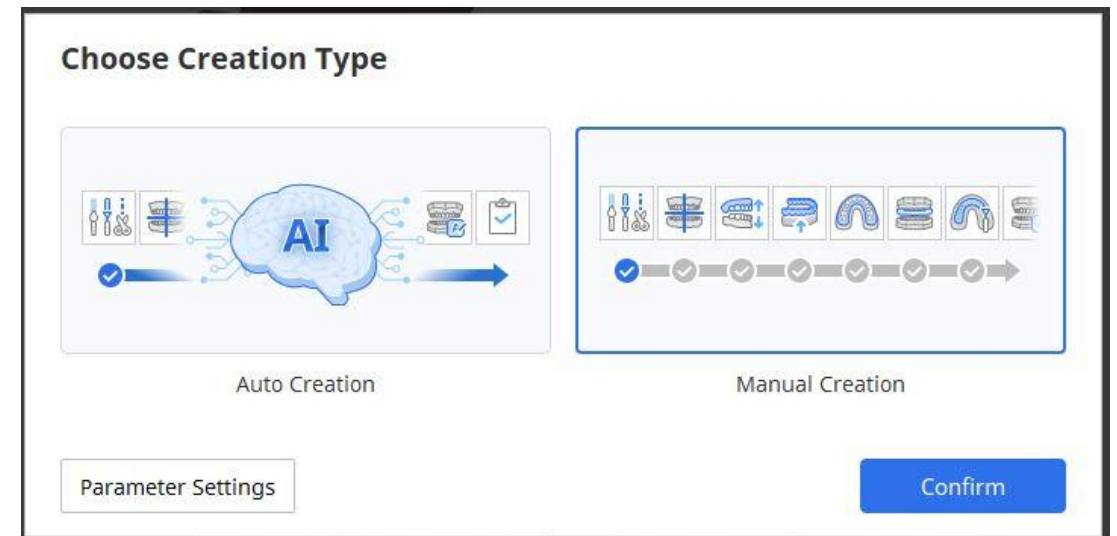 Choose Creation Type
AI
Auto Creation
Manual Creation
Parameter Settings
Confirm